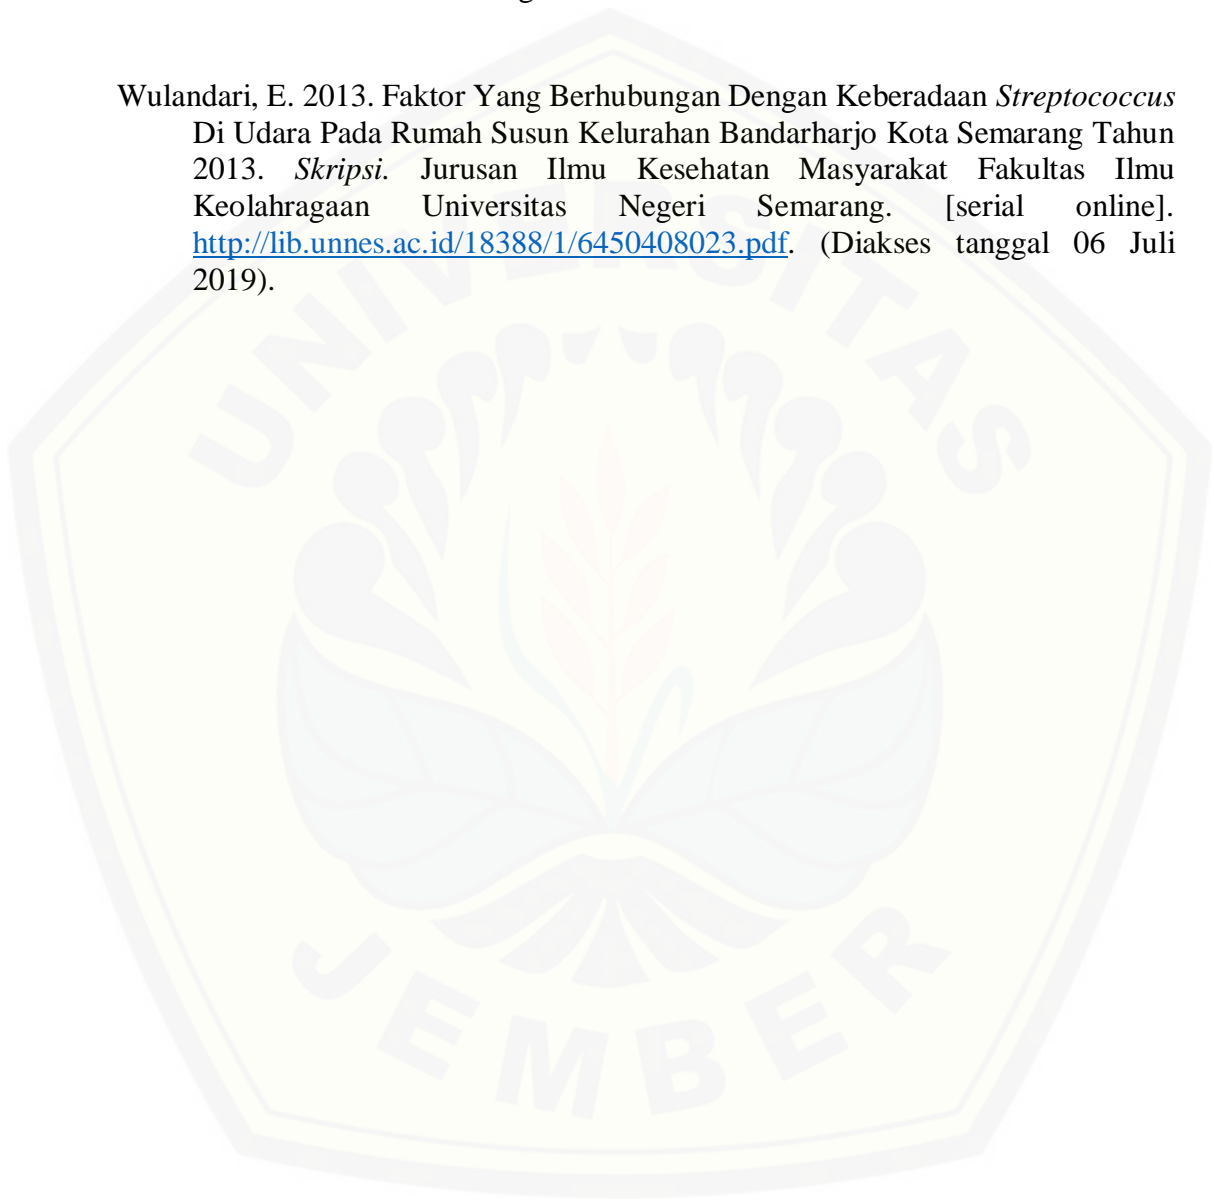 Wulandari, E. 2013. Faktor Yang Berhubungan Dengan Keberadaan Streptococcus
Di Udara Pada Rumah Susun Kelurahan Bandarharjo Kota Semarang Tahun
2013. Skripsi. Jurusan Ilmu Kesehatan Masyarakat Fakultas Ilmu
Keolahragaan Universitas Negeri Semarang. [serial online].
http://lib.unnes.ac.id/18388/1/6450408023.pdf. (Diakses tanggal 06 Juli
2019).
UNIVERSITAS
JEMBER